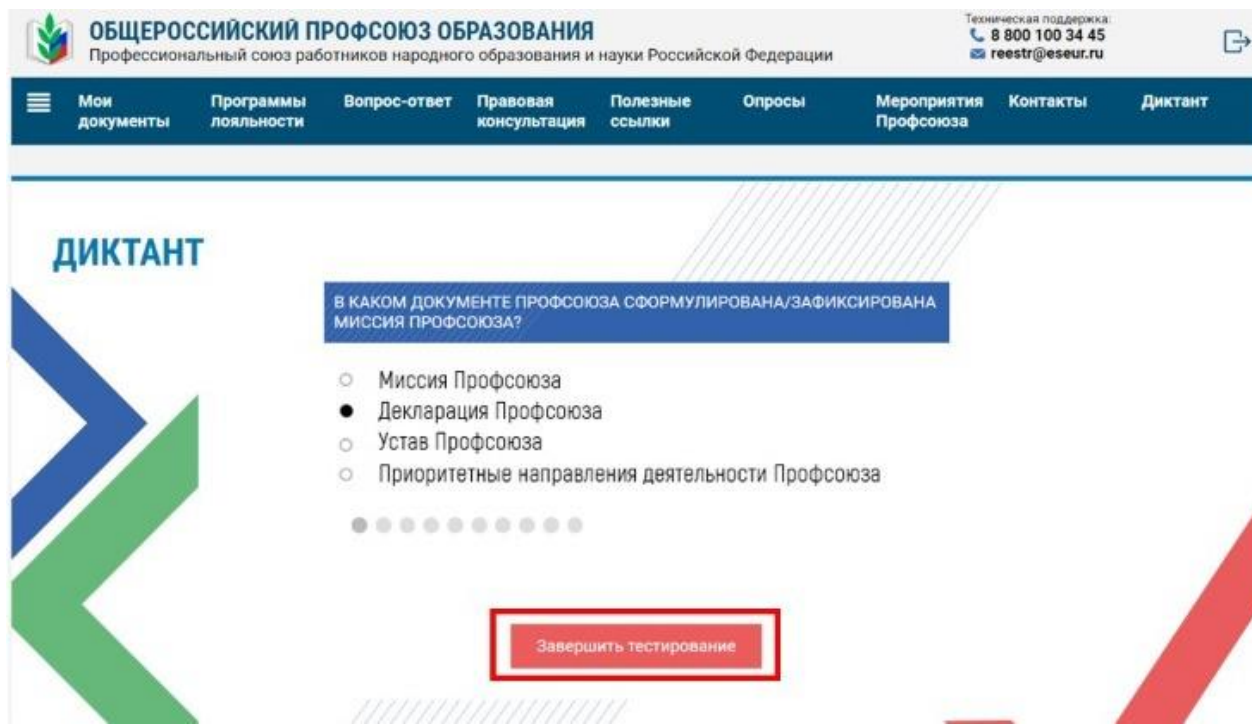 ОБЩЕРОССИЙСКИЙ ПРОФСОЮЗ ОБРАЗОВАНИЯ
Профессиональный союз работников народного образования и науки Российской Федерации
Техническая поддержка:
8 800 100 34 45
reestr@eseur.ru
Мои документы
Программы лояльности
Вопрос-ответ
Правовая консультация
Полезные ссылки
Опросы
Мероприятия Профсоюза
Контакты
Диктант
ДИКТАНТ
В КАКОМ ДОКУМЕНТЕ ПРОФСОЮЗА СФОРМУЛИРОВАНА/ЗАФИКСИРОВАНА
МИССИЯ ПРОФСОЮЗА?
Миссия Профсоюза
Декларация Профсоюза
Устав Профсоюза
Приоритетные направления деятельности Профсоюза
Завершить тестирование